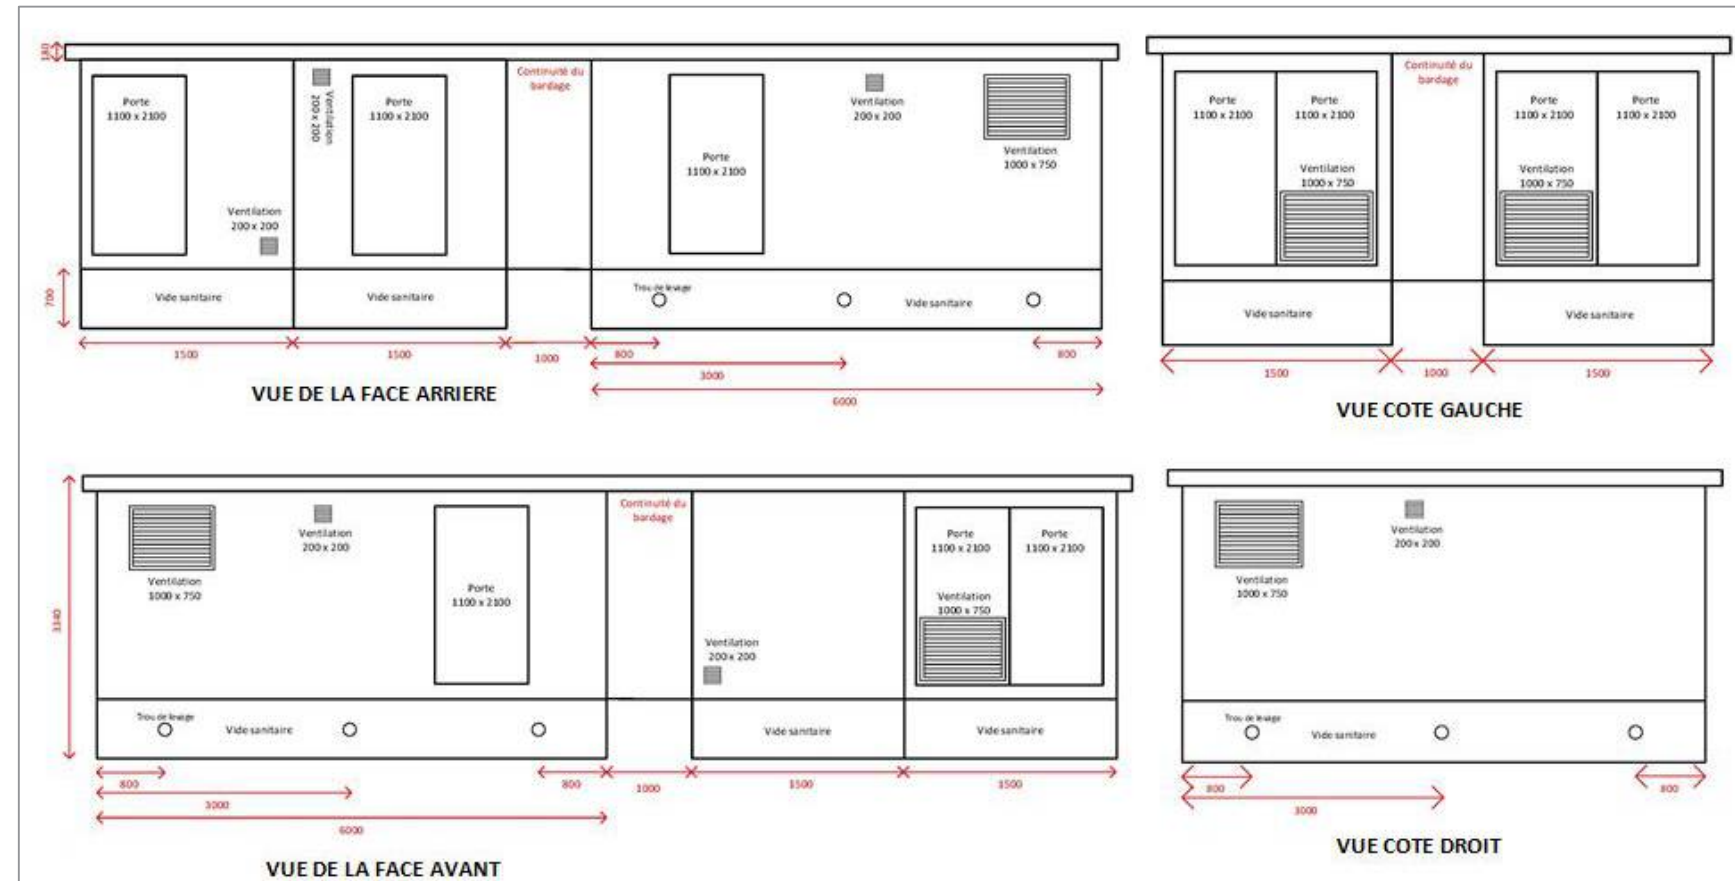 180
Porte
1100 x 2100
Ventilation
200 x 200
Ventilation
200 x 200
Porte
1100 x 2100
Continuité du
bardage
Porte
1100 x 2100
Ventilation
200 x 200
Ventilation
1000 x 750
700
Vide sanitaire
Vide sanitaire
Trou de levage
Vide sanitaire
1500
1500
1000
800
800
3000
6000
VUE DE LA FACE ARRIERE
Porte
1100 x 2100
Porte
1100 x 2100
Ventilation
1000 x 750
Continuité du
bardage
Porte
1100 x 2100
Porte
1100 x 2100
Ventilation
1000 x 750
Vide sanitaire
Vide sanitaire
1500
1000
1500
VUE COTE GAUCHE
3340
Ventilation
1000 x 750
Ventilation
200 x 200
Porte
1100 x 2100
Continuité du
bardage
Ventilation
200 x 200
Porte
1100 x 2100
Porte
1100 x 2100
Ventilation
1000 x 750
Trou de levage
Vide sanitaire
Vide sanitaire
Vide sanitaire
800
800
1000
1500
1500
3000
6000
VUE DE LA FACE AVANT
Ventilation
1000 x 750
Ventilation
200 x 200
Trou de levage
Vide sanitaire
800
800
3000
VUE COTE DROIT